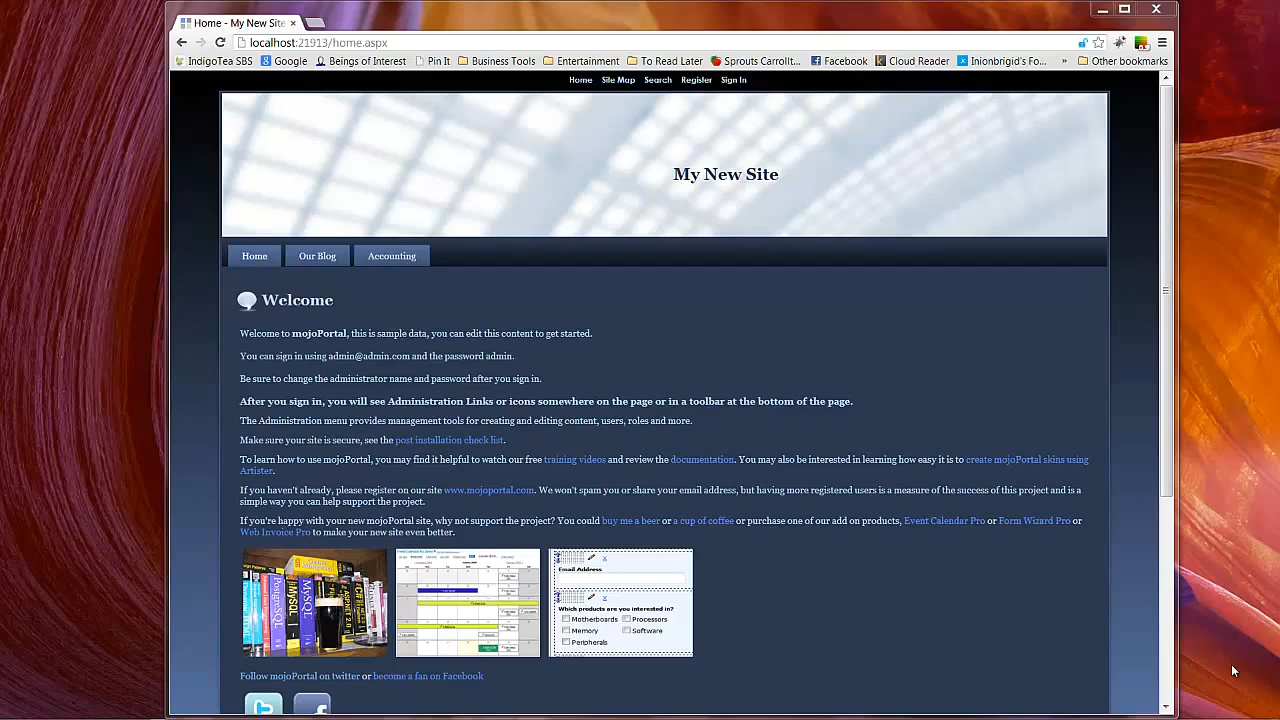 Home - My New Site
localhost:21913/home.aspx
IndigoTea SBS Google Beings of Interest Pin It Business Tools Entertainment To Read Later Sprouts Carrollt... Facebook Cloud Reader Inionbrigid's Fo... » Other bookmarks
Home Site Map Search Register Sign In
My New Site
Home Our Blog Accounting
Welcome
Welcome to mojoPortal, this is sample data, you can edit this content to get started.
You can sign in using admin@admin.com and the password admin.
Be sure to change the administrator name and password after you sign in.
After you sign in, you will see Administration Links or icons somewhere on the page or in a toolbar at the bottom of the page.
The Administration menu provides management tools for creating and editing content, users, roles and more.
Make sure your site is secure, see the post installation check list.
To learn how to use mojoPortal, you may find it helpful to watch our free training videos and review the documentation. You may also be interested in learning how easy it is to create mojoPortal skins using
Artister.
If you haven't already, please register on our site www.mojoportal.com. We won't spam you or share your email address, but having more registered users is a measure of the success of this project and is a
simple way you can help support the project.
If you're happy with your new mojoPortal site, why not support the project? You could buy me a beer or a cup of coffee or purchase one of our add on products, Event Calendar Pro or Form Wizard Pro or
Web Invoice Pro to make your new site even better.
PostgreSQL MySQL
Email Address
Which products are you interested in?
Motherboards Processors
Memory Software
Peripherals
Follow mojoPortal on twitter or become a fan on Facebook